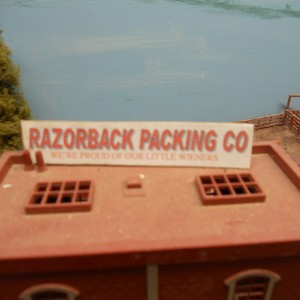 RAZORBACK PACKING CO
WE'RE PROUD OF OUR LITTLE WIENERS